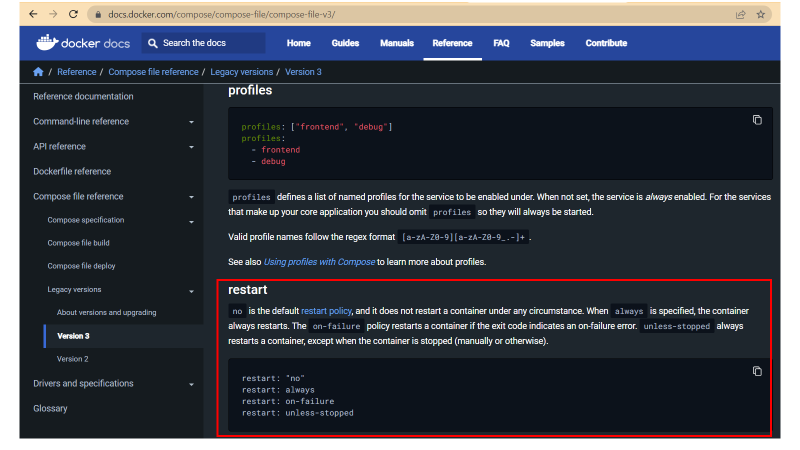 docs.docker.com/compose/compose-file/compose-file-v3/
docker docs
Search the docs
Home
Guides
Manuals
Reference
FAQ
Samples
Contribute
/ Reference / Compose file reference / Legacy versions / Version 3
Reference documentation
Command-line reference
API reference
Dockerfile reference
Compose file reference
Compose specification
Compose file build
Compose file deploy
Legacy versions
About versions and upgrading
Version 3
Version 2
Drivers and specifications
Glossary
profiles
profiles: ["frontend", "debug"]
profiles:
- frontend
- debug
profiles defines a list of named profiles for the service to be enabled under. When not set, the service is always enabled. For the services
that make up your core application you should omit profiles so they will always be started.
Valid profile names follow the regex format [a-zA-Z0-9][a-zA-Z0-9_.-]+ .
See also Using profiles with Compose to learn more about profiles.
restart
no is the default restart policy, and it does not restart a container under any circumstance. When always is specified, the container
always restarts. The on-failure policy restarts a container if the exit code indicates an on-failure error. unless-stopped always
restarts a container, except when the container is stopped (manually or otherwise).
restart: "no"
restart: always
restart: on-failure
restart: unless-stopped